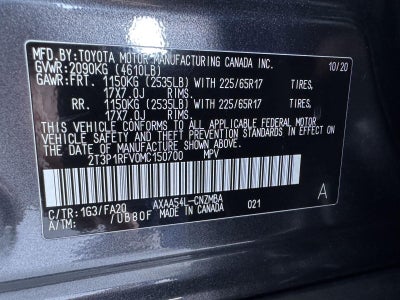 MFD.BY:TOYOTA MOTOR MANUFACTURING CANADA INC. 10/20
GVWR: 2090KG (4610LB)
GAWR:FRT. 1150KG (2535LB) WITH 225/65R17 TIRES,
17X7.0J RIMS.
RR. 1150KG (2535LB) WITH 225/65R17 TIRES,
17X7.0J RIMS.
THIS VEHICLE CONFORMS TO ALL APPLICABLE FEDERAL MOTOR
VEHICLE SAFETY AND THEFT PREVENTION STANDARDS IN EFFECT
ON THE DATE OF MANUFACTURE SHOWN ABOVE.
2T3P1RFV0MC150700 MPV
C/TR:1G3/FA20 AXAA54L-CNZMBA A
A/TM: /UB80F MADE IN CANADA 021